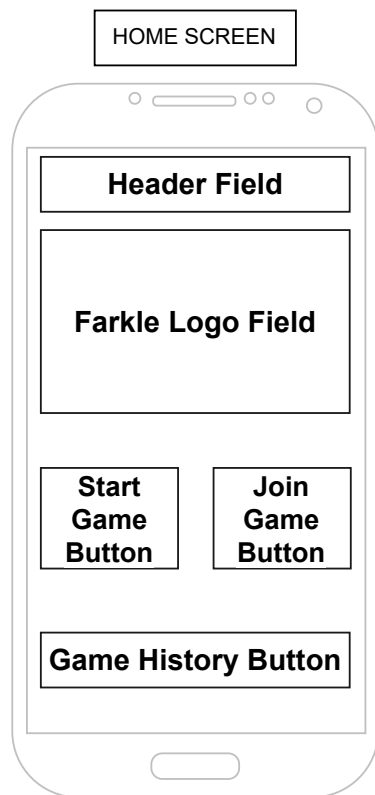 HOME SCREEN
Header Field
Farkle Logo Field
Start
Game
Button
Join
Game
Button
Game History Button